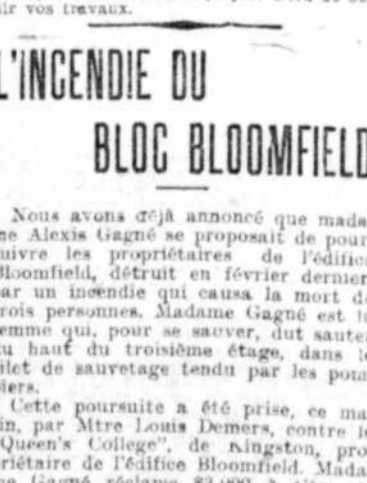 ir vos travaux.
L'INCENDIE DU
BLOC BLOOMFIELD
Nous avons déjà annoncé que mada-
me Alexis Gagné se proposait de pour
uivre les propriétaires de l'édifice
Bloomfield, détruit en février dernier
par un incendie qui causa la mort de
trois personnes. Madame Gagné est la
femme qui, pour se sauver, dut sauter
du haut du troisième étage, dans le
filet de sauvetage tendu par les pom
piers.
Cette poursuite a été prise, ce ma
tin, par Mtre Louis Demers, contre le
"Queen's College", de Kingston, pro
priétaire de l'édifice Bloomfield. Mada
me Gagné réclame